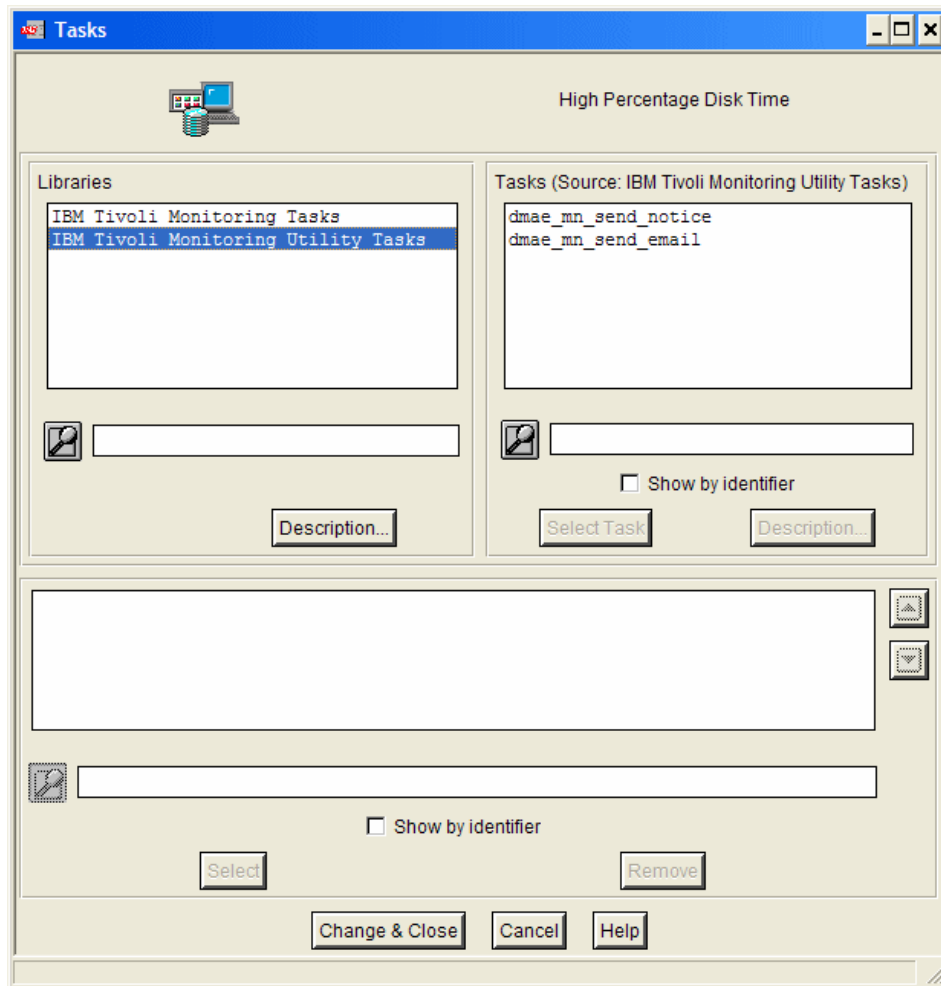 Tasks
High Percentage Disk Time
Libraries
IBM Tivoli Monitoring Tasks
IBM Tivoli Monitoring Utility Tasks
Description...
Tasks (Source: IBM Tivoli Monitoring Utility Tasks)
dmae_mn_send_notice
dmae_mn_send_email
Show by identifier
Select Task
Description...
Show by identifier
Select
Remove
Change & Close
Cancel
Help